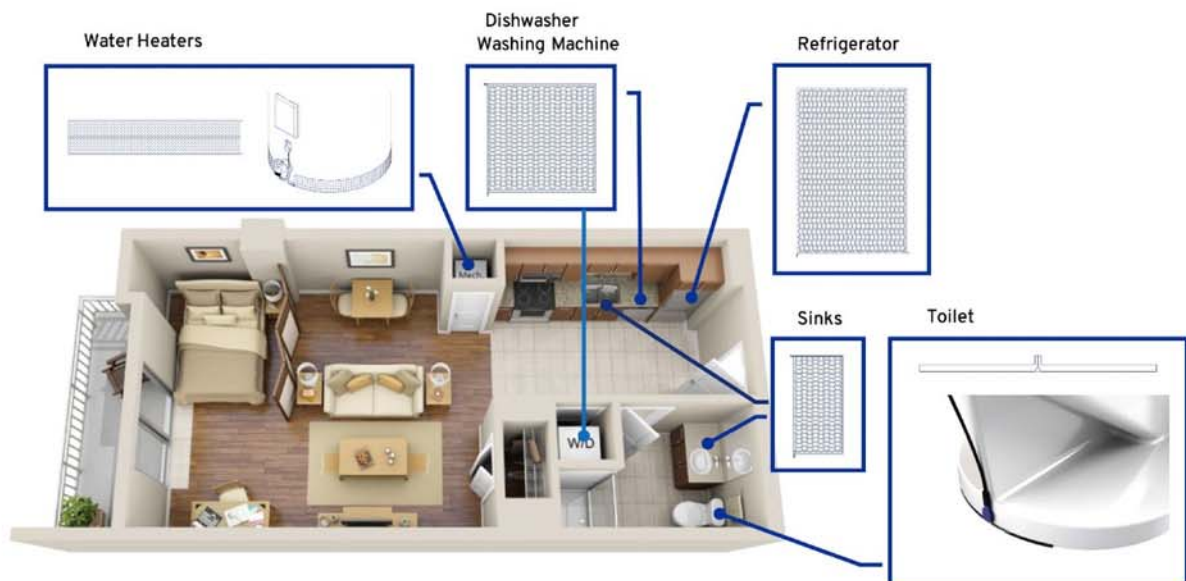 Water Heaters
Dishwasher
Washing Machine
Refrigerator
Mech.
Sinks
Toilet
W/D